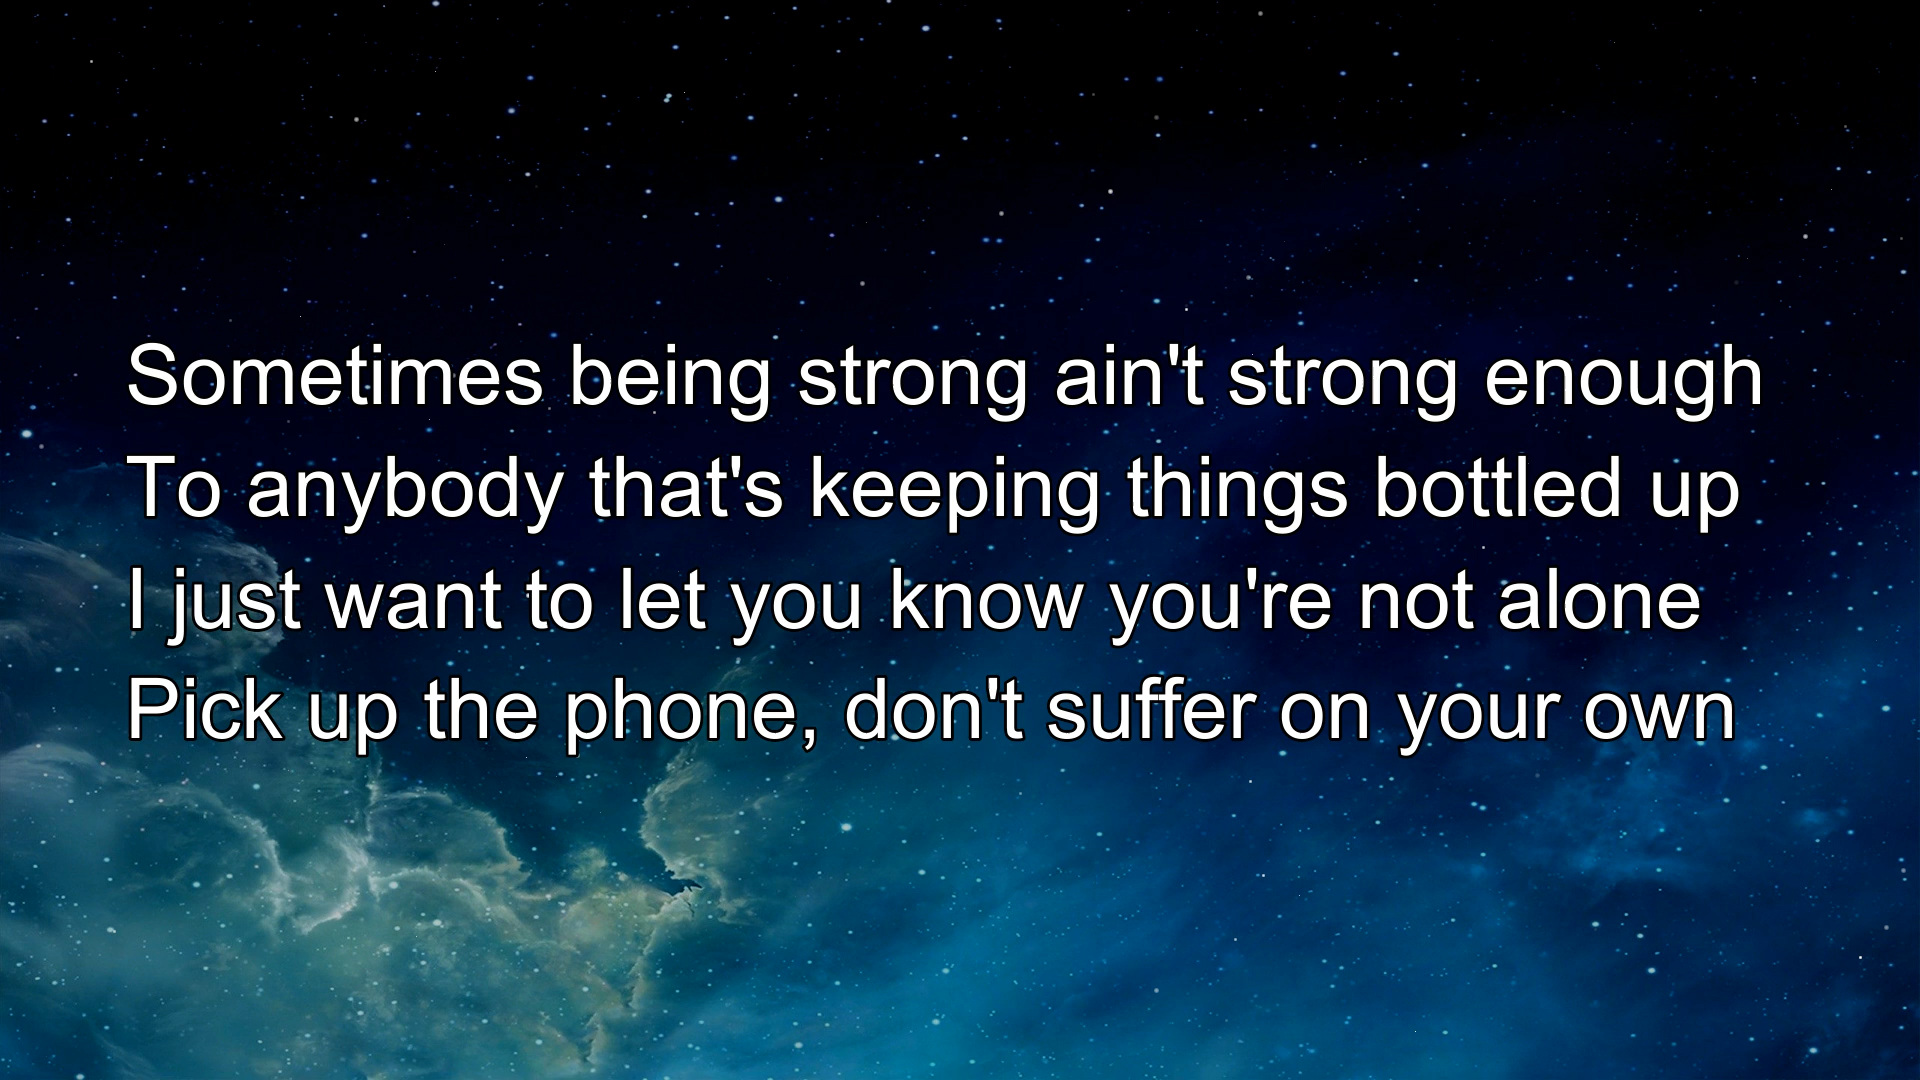 Sometimes being strong ain't strong enough
To anybody that's keeping things bottled up
I just want to let you know you're not alone
Pick up the phone, don't suffer on your own